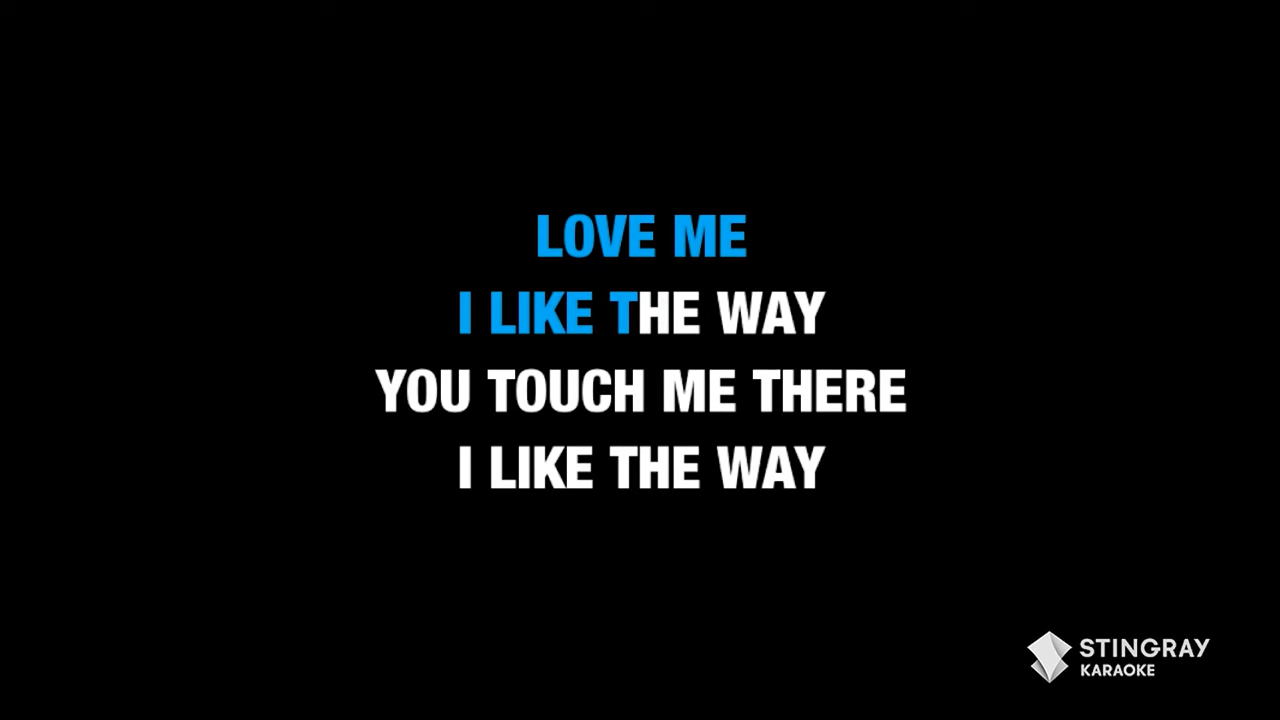 LOVE ME
I LIKE THE WAY
YOU TOUCH ME THERE
I LIKE THE WAY
STINGRAY
KARAOKE